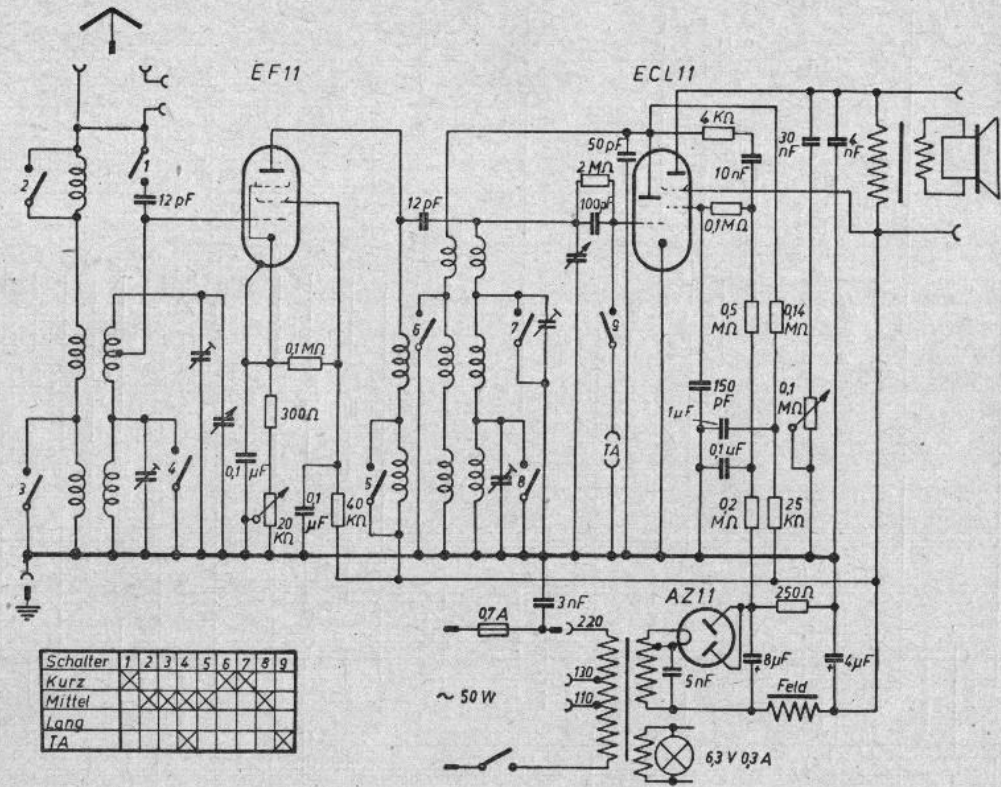 EF11
ECL11
1
2
12 pF
3
4
0,1 MΩ
300 Ω
0,1 µF
20 KΩ
0,1 µF
40 KΩ
12 pF
5
6
7
8
50 pF
2 MΩ
100 pF
9
TA
4 KΩ
10 nF
0,1 MΩ
30 nF
4 nF
0,5 MΩ
0,14 MΩ
150 pF
1 µF
0,1 µF
0,1 MΩ
0,2 MΩ
25 KΩ
3 nF
0,7 A
220
130
110
~ 50 W
AZ11
5 nF
250 Ω
8 µF
+
4 µF
+
Feld
6,3 V 0,3 A
Schalter 1 2 3 4 5 6 7 8 9
Kurz X X X
Mittel X X X X X
Lang
TA X X